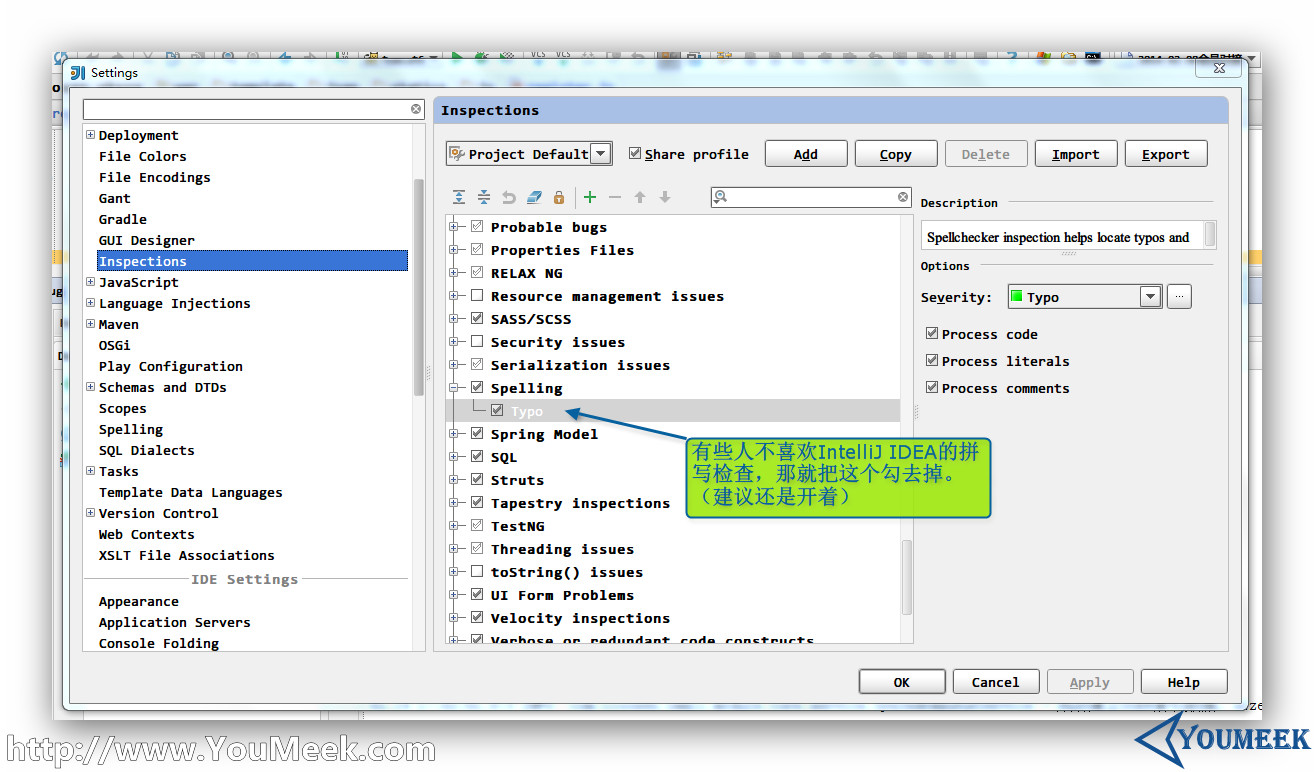 Settings
Deployment
File Colors
File Encodings
Gant
Gradle
GUI Designer
Inspections
JavaScript
Language Injections
Maven
OSGi
Play Configuration
Schemas and DTDs
Scopes
Spelling
SQL Dialects
Tasks
Template Data Languages
Version Control
Web Contexts
XSLT File Associations
IDE Settings
Appearance
Application Servers
Console Folding
Inspections
Project Default
Share profile
Add
Copy
Delete
Import
Export
Probable bugs
Properties Files
RELAX NG
Resource management issues
SASS/SCSS
Security issues
Serialization issues
Spelling
Typo
Spring Model
SQL
Struts
Tapestry inspections
TestNG
Threading issues
toString() issues
UI Form Problems
Velocity inspections
Verbose or redundant code constructs
Description
Spellchecker inspection helps locate typos and
Options
Severity:
Typo
...
Process code
Process literals
Process comments
有些人不喜欢IntelliJ IDEA的拼
写检查，那就把这个勾去掉。
（建议还是开着）
OK
Cancel
Apply
Help
http://www.YouMeek.com
YOUMEEK